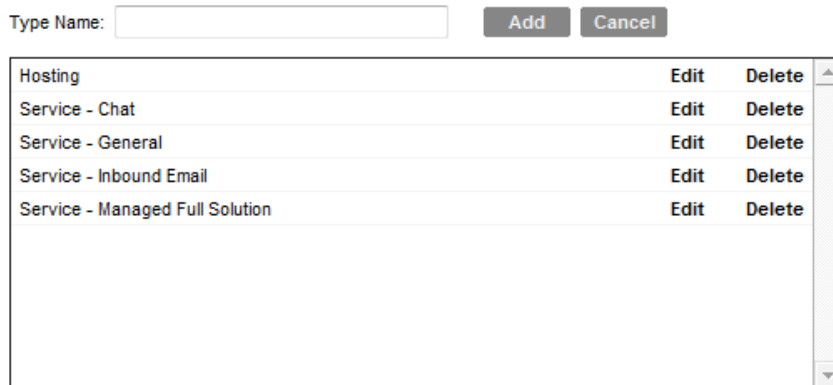 Type Name: Add Cancel
Hosting Edit Delete
Service - Chat Edit Delete
Service - General Edit Delete
Service - Inbound Email Edit Delete
Service - Managed Full Solution Edit Delete